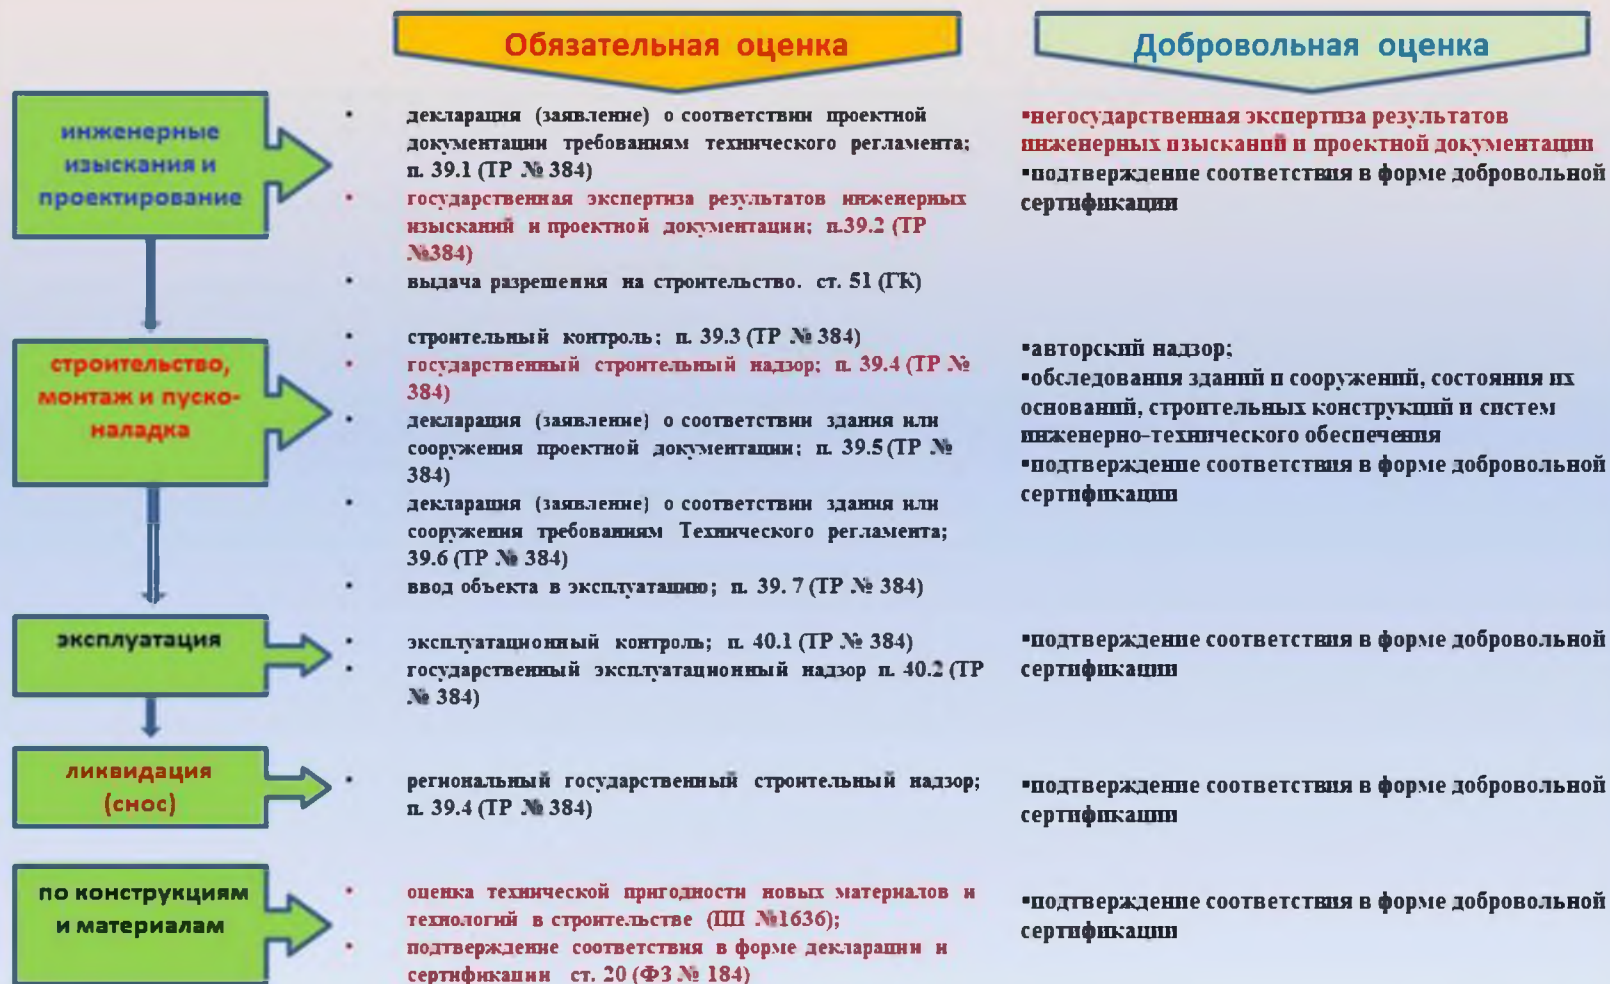 Обязательная оценка
Добровольная оценка
инженерные
изыскания и
проектирование
• декларация (заявление) о соответствии проектной
документации требованиям технического регламента;
п. 39.1 (ТР № 384)
• государственная экспертиза результатов инженерных
изысканий и проектной документации; п.39.2 (ТР
№384)
• выдача разрешения на строительство. ст. 51 (ГК)
▪негосударственная экспертиза результатов
инженерных изысканий и проектной документации
▪подтверждение соответствия в форме добровольной
сертификации
строительство,
монтаж и пуско-
наладка
• строительный контроль; п. 39.3 (ТР № 384)
• государственный строительный надзор; п. 39.4 (ТР №
384)
• декларация (заявление) о соответствии здания или
сооружения проектной документации; п. 39.5 (ТР №
384)
• декларация (заявление) о соответствии здания или
сооружения требованиям Технического регламента;
39.6 (ТР № 384)
• ввод объекта в эксплуатацию; п. 39. 7 (ТР № 384)
▪авторский надзор;
▪обследования зданий и сооружений, состояния их
оснований, строительных конструкций и систем
инженерно-технического обеспечения
▪подтверждение соответствия в форме добровольной
сертификации
эксплуатация
• эксплуатационный контроль; п. 40.1 (ТР № 384)
• государственный эксплуатационный надзор п. 40.2 (ТР
№ 384)
▪подтверждение соответствия в форме добровольной
сертификации
ликвидация
(снос)
• региональный государственный строительный надзор;
п. 39.4 (ТР № 384)
▪подтверждение соответствия в форме добровольной
сертификации
по конструкциям
и материалам
• оценка технической пригодности новых материалов и
технологий в строительстве (ПП №1636);
• подтверждение соответствия в форме декларации и
сертификации ст. 20 (ФЗ № 184)
▪подтверждение соответствия в форме добровольной
сертификации